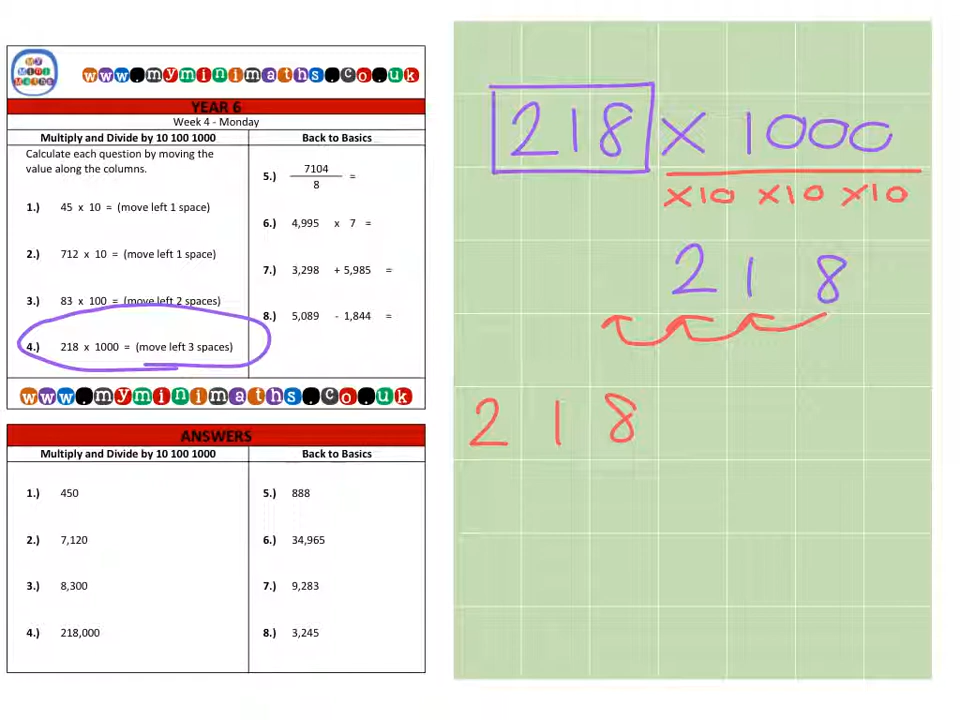 My
Mini
Maths
www.myminimaths.co.uk
YEAR 6
Week 4 - Monday
Multiply and Divide by 10 100 1000
Back to Basics
Calculate each question by moving the
value along the columns.
1.) 45 x 10 = (move left 1 space)
2.) 712 x 10 = (move left 1 space)
3.) 83 x 100 = (move left 2 spaces)
4.) 218 x 1000 = (move left 3 spaces)
5.) 7104
8 =
6.) 4,995 x 7 =
7.) 3,298 + 5,985 =
8.) 5,089 - 1,844 =
www.myminimaths.co.uk
ANSWERS
Multiply and Divide by 10 100 1000
Back to Basics
1.) 450
2.) 7,120
3.) 8,300
4.) 218,000
5.) 888
6.) 34,965
7.) 9,283
8.) 3,245
218 x 1000
x10 x10 x10
2 1 8
2 1 8